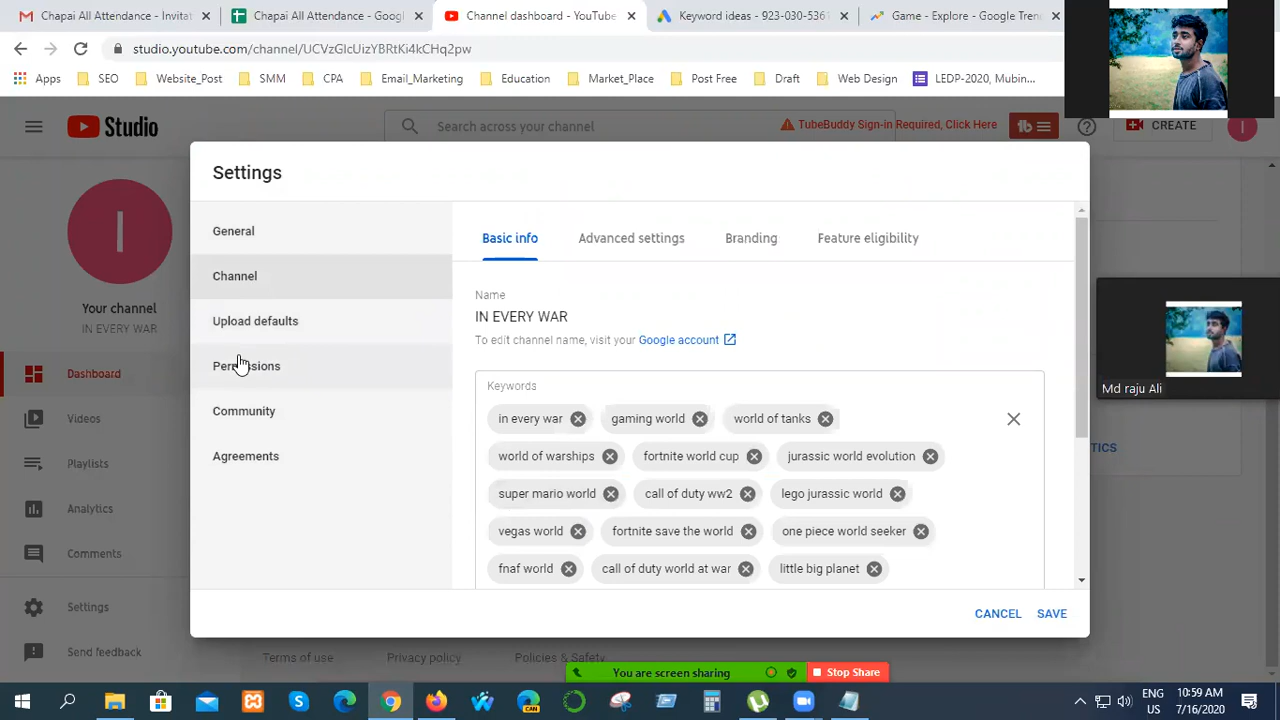 Chapai All Attendance - Invitati
Chapai All Attendance - Googl
Channel dashboard - YouTube
Keyword ideas - 923-080-5361
Game - Explore - Google Trend
studio.youtube.com/channel/UCVzGIcUizYBRtKi4kCHq2pw
Apps SEO Website_Post SMM CPA Email_Marketing Education Market_Place Post Free Draft Web Design LEDP-2020, Mubin...
Studio
Search across your channel
TubeBuddy Sign-in Required, Click Here
tb
CREATE
I
Settings
General
Channel
Upload defaults
Permissions
Community
Agreements
Basic info Advanced settings Branding Feature eligibility
Name
IN EVERY WAR
To edit channel name, visit your Google account
Keywords
in every war gaming world world of tanks
world of warships fortnite world cup jurassic world evolution
super mario world call of duty ww2 lego jurassic world
vegas world fortnite save the world one piece world seeker
fnaf world call of duty world at war little big planet
CANCEL SAVE
I
Your channel
IN EVERY WAR
Dashboard
Videos
Playlists
Analytics
Comments
Settings
Send feedback
TICS
Md raju Ali
Terms of use Privacy policy Policies & Safety
You are screen sharing
Stop Share
ENG
US
10:59 AM
7/16/2020